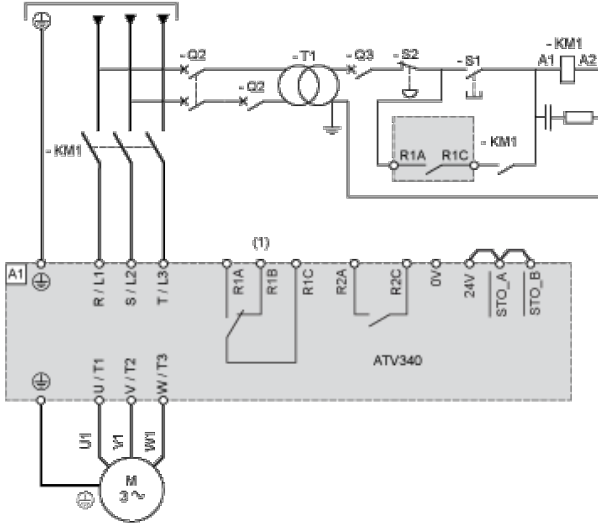 - Q2
- T1
- Q3
- S2
- S1
- KM1
A1
A2
- Q2
- KM1
R1A
R1C
- KM1
(1)
A1
R / L1
S / L2
T / L3
R1A
R1B
R1C
R2A
R2C
0V
24V
STO_A
STO_B
ATV340
U / T1
V / T2
W / T3
U1
V1
W1
M
3 ~